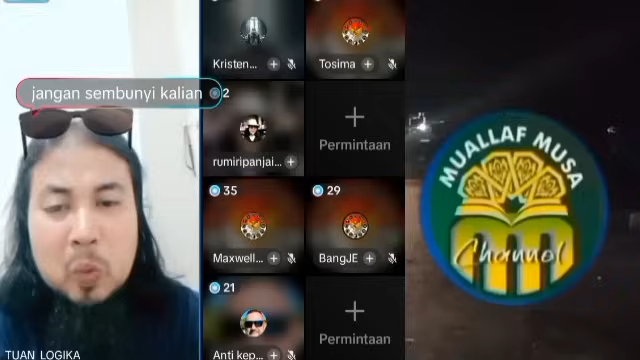 jangan sembunyi kalian
TUAN LOGIKA
Kristen...
Tosima
2
rumiripanjai...
Permintaan
35
29
Maxwell...
BangJE
21
Anti kep...
Permintaan
MUALLAF MUSA
Channel